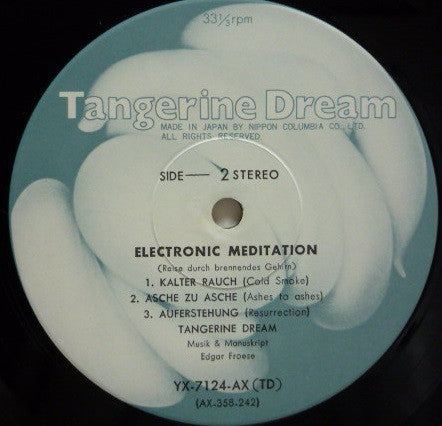 33⅓ rpm
Tangerine Dream
MADE IN JAPAN BY NIPPON COLUMBIA CO., LTD.
ALL RIGHTS RESERVED.
SIDE — 2 STEREO
ELECTRONIC MEDITATION
(Reise durch brennendes Gehirn)
1. KALTER RAUCH (Cold Smoke)
2. ASCHE ZU ASCHE (Ashes to ashes)
3. AUFERSTEHUNG (Resurrection)
TANGERINE DREAM
Musik & Manuskript
Edgar Froese
YX-7124-AX (TD)
(AX-358-242)